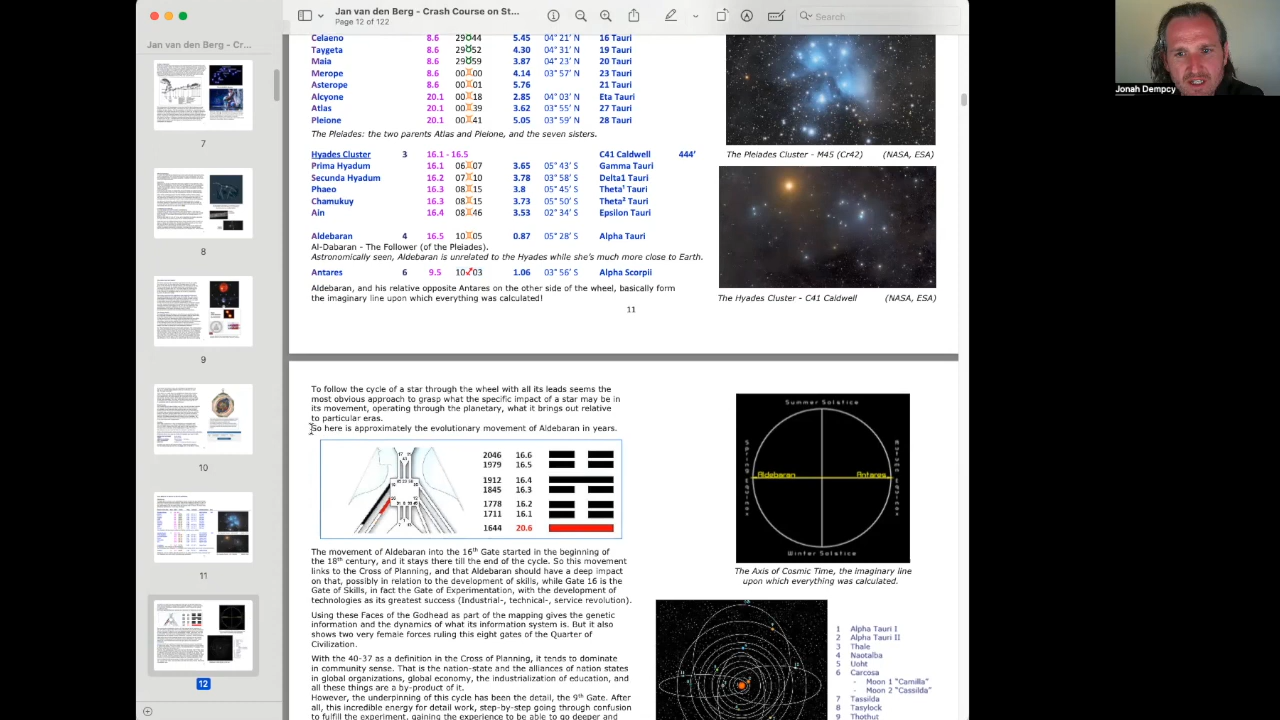 Jan van den Berg - Crash Course on St...
Page 12 of 122
Search
Jonah Dempcy
Jan van den Berg - Cr...
7
8
9
10
11
12
Celaeno 8.6 29♉44 5.45 04° 21' N 16 Tauri
Taygeta 8.6 29♉52 4.30 04° 31' N 19 Tauri
Maia 8.6 29♉59 3.87 04° 23' N 20 Tauri
Merope 8.6 00♊00 4.14 03° 57' N 23 Tauri
Asterope 8.6 00♊01 5.76 21 Tauri
Alcyone 20.1 00♊18 2.85 04° 03' N Eta Tauri
Atlas 20.1 00♊39 3.62 03° 55' N 27 Tauri
Pleione 20.1 00♊41 5.05 03° 59' N 28 Tauri
The Pleiades: the two parents Atlas and Pleione, and the seven sisters.
Hyades Cluster 3 16.1 - 16.5 C41 Caldwell 444'
Prima Hyadum 16.1 06♊07 3.65 05° 43' S Gamma Tauri
Secunda Hyadum 16.2 07♊10 3.78 03° 58' S Delta1 Tauri
Phaeo 16.3 08♊15 3.8 05° 45' S Theta¹ Tauri
Chamukuy 16.3 08♊15 3.73 05° 50' S Theta² Tauri
Ain 16.4 08♊46 3.53 02° 34' S Epsilon Tauri
Aldebaran 4 16.5 10♊05 0.87 05° 28' S Alpha Tauri
Al-Dabaran - The Follower (of the Pleiades).
Astronomically seen, Aldebaran is unrelated to the Hyades while she's much more close to Earth.
Antares 6 9.5 10♐03 1.06 03° 56' S Alpha Scorpii
Aldebaran, and his relative opposite Antares on the other side of the wheel, basically form
the imaginary line upon which everything was calculated!
11
The Pleiades Cluster - M45 (Cr42) (NASA, ESA)
The Hyades Cluster - C41 Caldwell (NASA, ESA)
To follow the cycle of a star through the wheel with all its leads seems the
most obvious approach to grasp what the specific impact of a star may be in
its movement, operating through the planetary, what it brings out relative
to particular eras.
So here is approximately the evolutionary movement of Aldebaran in years.
2046 16.6
1979 16.5
1912 16.4
1845 16.3
1778 16.2
1711 16.1
1644 20.6
The movement of Aldebaran into the 16th Gate started in the beginning of
the 18th century, and it stays there till the end of the cycle. So this movement
links to the Cross of Planning, and that Aldebaran should have a deep impact
on that, possibly in relation to the development of skills, while Gate 16 is the
Gate of Skills, in fact the Gate of Experimentation, with the development of
technologies as its greatest success (Industrial-, technical-, service revolution).
Using these Faces of the Godhead as part of the mapping gives the genetic
information and the dynamics of what its information system is. But it also
shows two very female forces ruling this eight gates of the Quarter of
Civilization.
With the 40-37 as a definition in the Cross of Planning, it tends to dominate
in community sense. That is the nation-state and the alliances of nation states
in global organizations, global economy, the industrialization of education, and
all these things are a by-product of it.
However, the underpinning of this cycle has been the detail, the 9th Gate. After
all, this incredible energy for detail work, step-by-step going through confusion
to fulfill the experiment, gaining the experience to be able to go deeper and
Summer Solstice
Spring Equinox
Aldebaran
Antares
Autumn Equinox
Winter Solstice
The Axis of Cosmic Time, the imaginary line
upon which everything was calculated.
1 Alpha Tauri I
2 Alpha Tauri II
3 Thale
4 Naotalba
5 Uoht
6 Carcosa
- Moon 1 "Camilla"
- Moon 2 "Cassilda"
7 Tassilda
8 Tasylock
9 Thothut